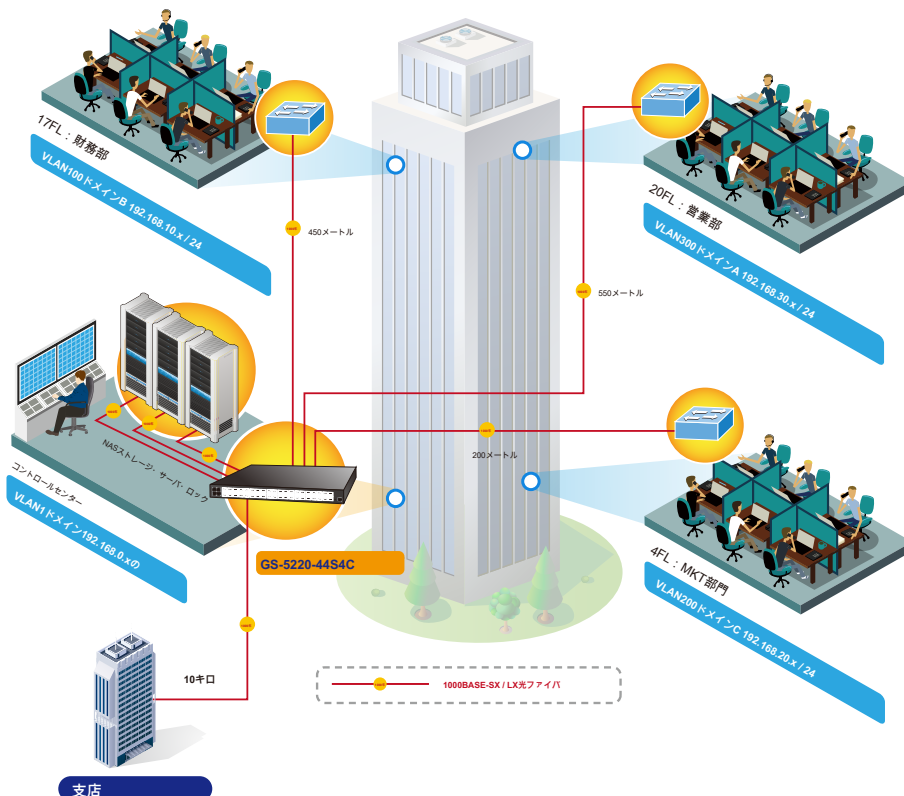 17FL：財務部
VLAN100ドメインB 192.168.10.x / 24
450メートル
20FL：営業部
VLAN300ドメインA 192.168.30.x / 24
550メートル
NASストレージ・サーバ・ロック
コントロールセンター
VLAN1ドメイン192.168.0.xの
GS-5220-44S4C
200メートル
4FL：MKT部門
VLAN200ドメインC 192.168.20.x / 24
10キロ
1000BASE-SX / LX光ファイバ
支店